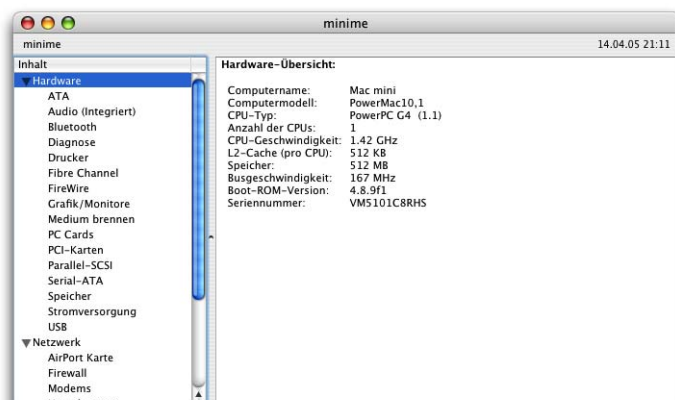 minime
minime 14.04.05 21:11
Inhalt
Hardware
ATA
Audio (Integriert)
Bluetooth
Diagnose
Drucker
Fibre Channel
FireWire
Grafik/Monitore
Medium brennen
PC Cards
PCI-Karten
Parallel-SCSI
Serial-ATA
Speicher
Stromversorgung
USB
Netzwerk
AirPort Karte
Firewall
Modems
Hardware-Übersicht:
Computername: Mac mini
Computermodell: PowerMac10,1
CPU-Typ: PowerPC G4 (1.1)
Anzahl der CPUs: 1
CPU-Geschwindigkeit: 1.42 GHz
L2-Cache (pro CPU): 512 KB
Speicher: 512 MB
Busgeschwindigkeit: 167 MHz
Boot-ROM-Version: 4.8.9f1
Seriennummer: VM5101C8RHS